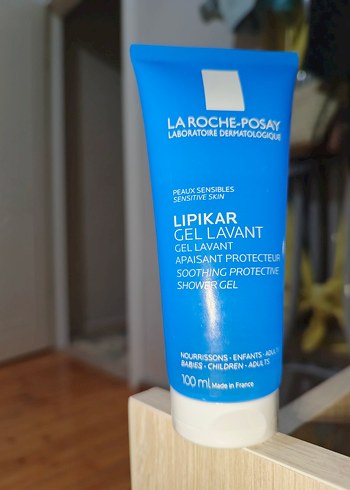 LA ROCHE-POSAY
LABORATOIRE DERMATOLOGIQUE
PEAUX SENSIBLES
SENSITIVE SKIN
LIPIKAR
GEL LAVANT
GEL LAVANT
APAISANT PROTECTEUR
SOOTHING PROTECTIVE
SHOWER GEL
NOURRISSONS - ENFANTS - ADULTES
BABIES - CHILDREN - ADULTS
100 ml Made in France